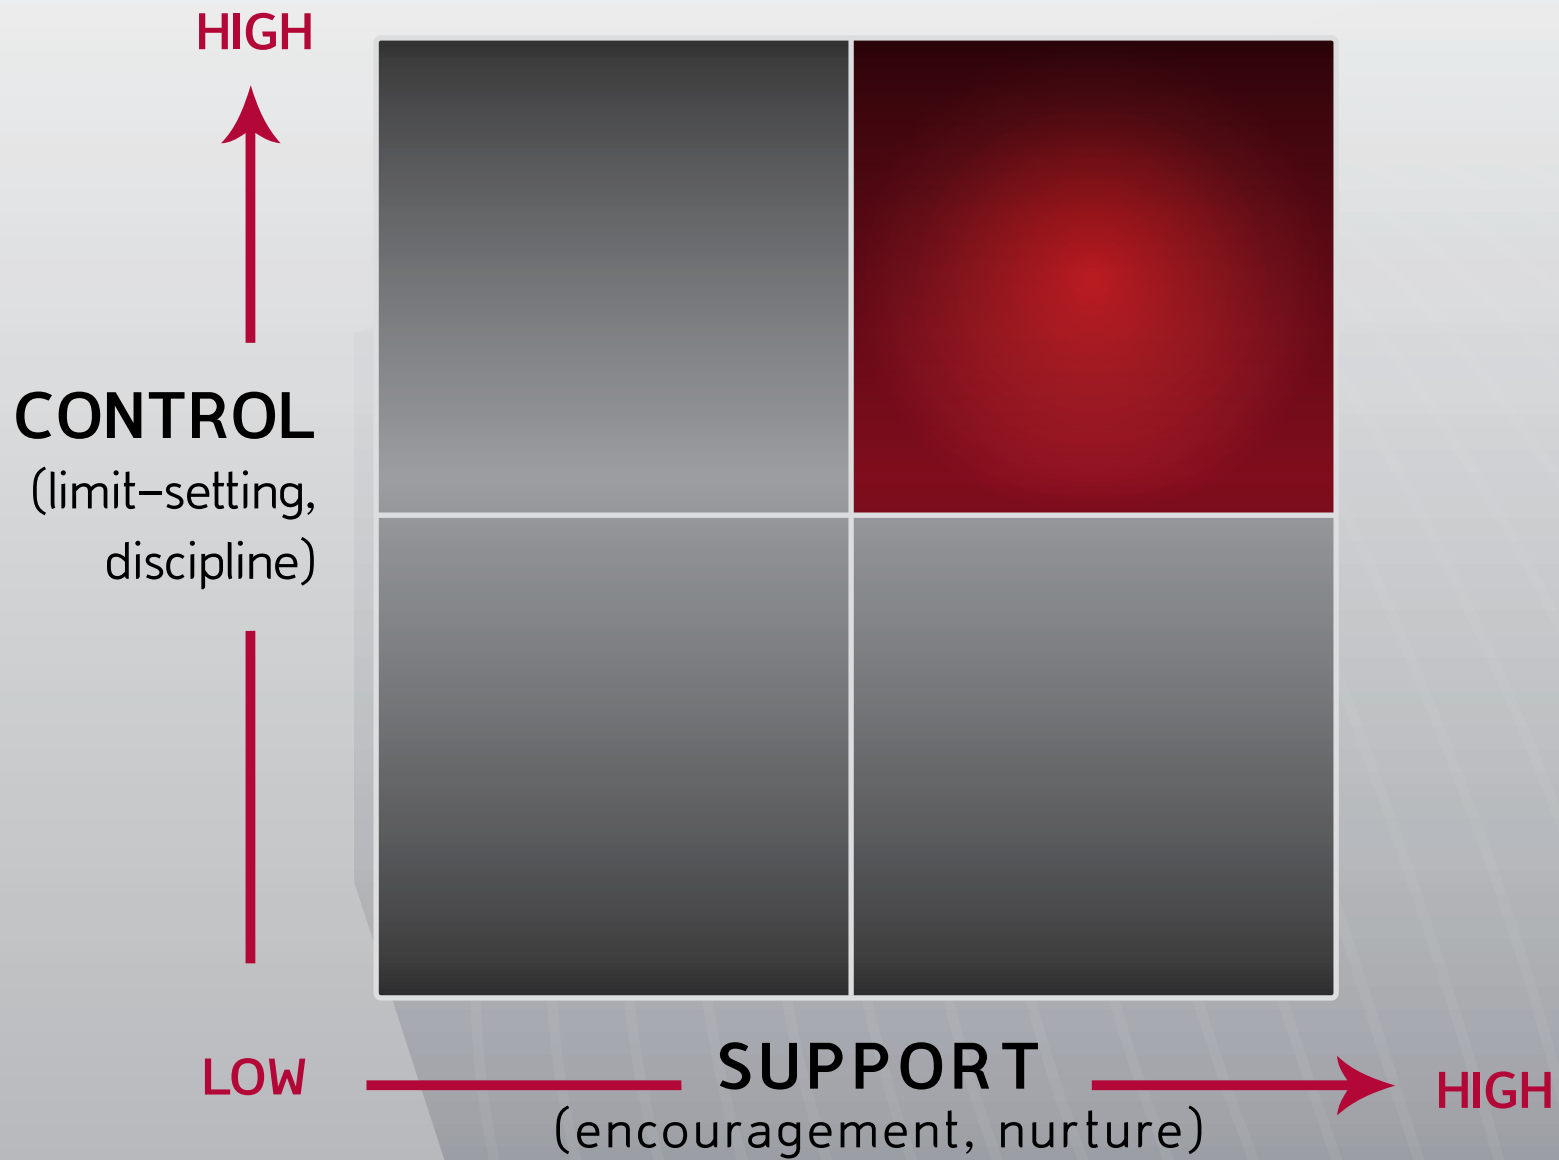 HIGH
CONTROL
(limit-setting,
discipline)
LOW
SUPPORT
(encouragement, nurture)
HIGH